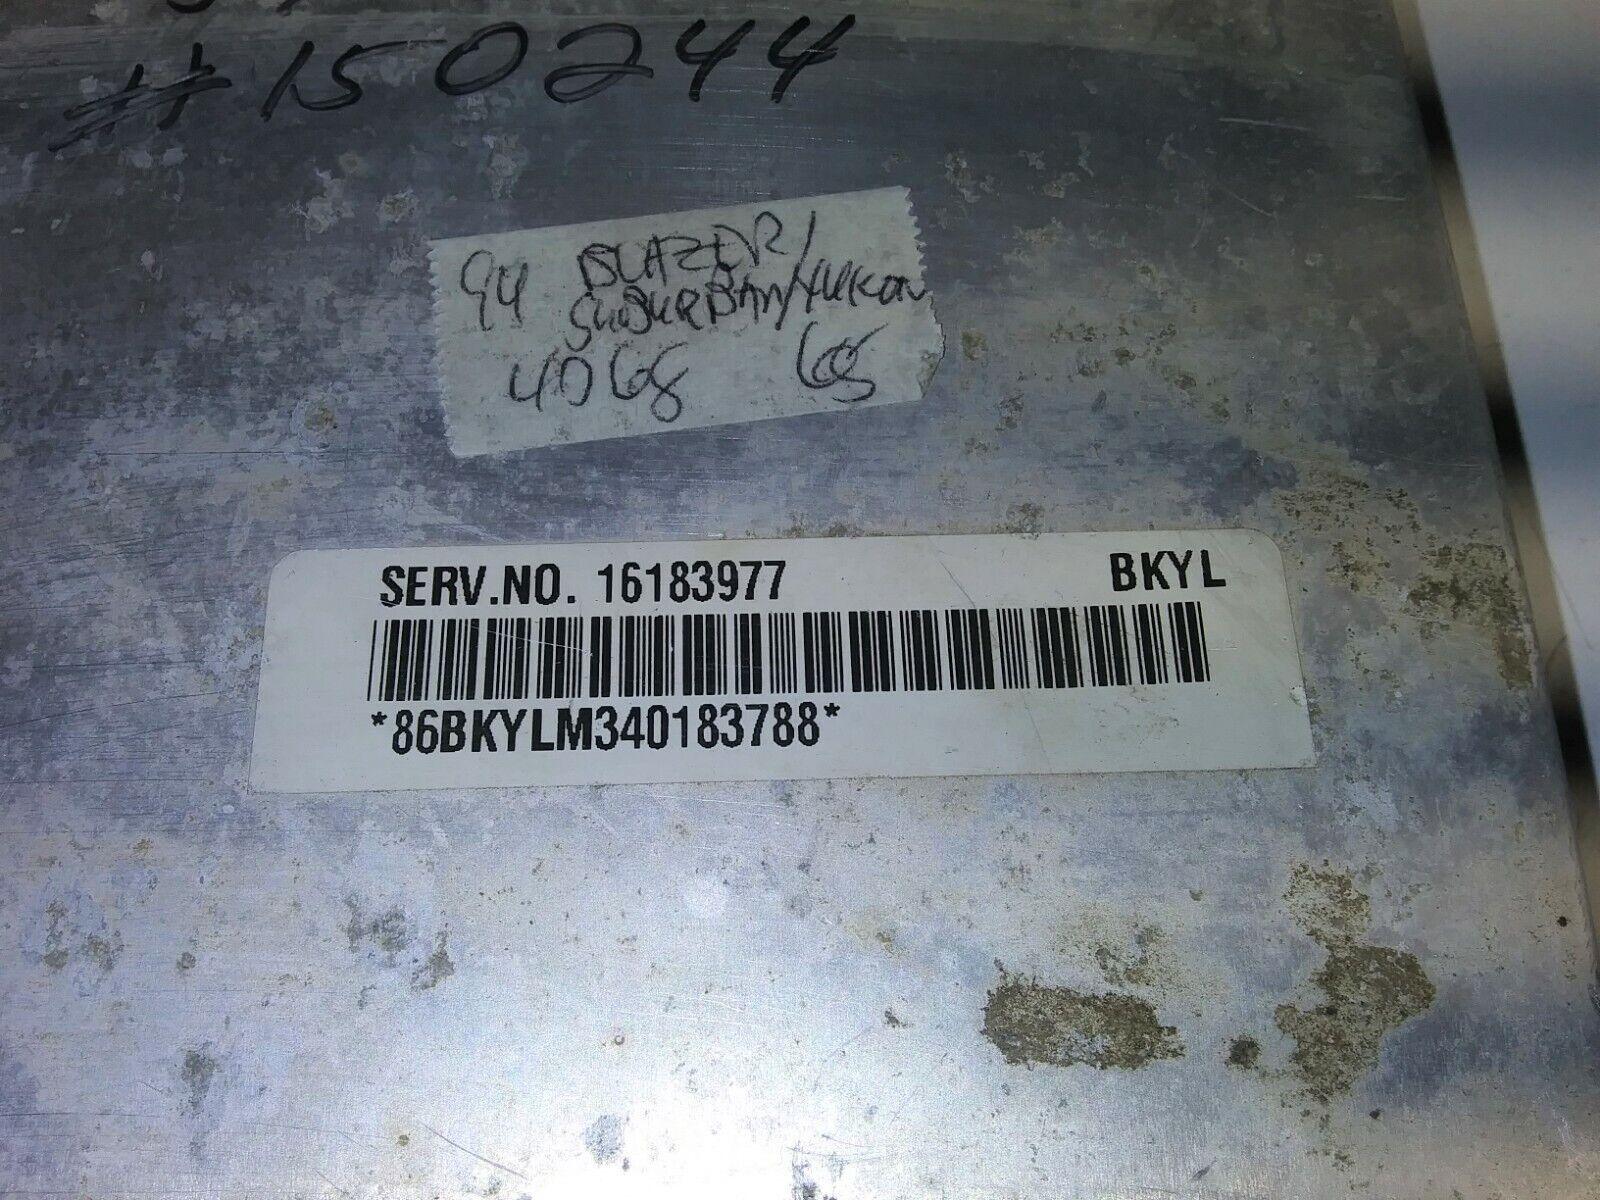 #150244
94 BLAZER/
SUBURBAN/YUKON
4068 65
SERV.NO. 16183977 BKYL
*86BKYLM340183788*